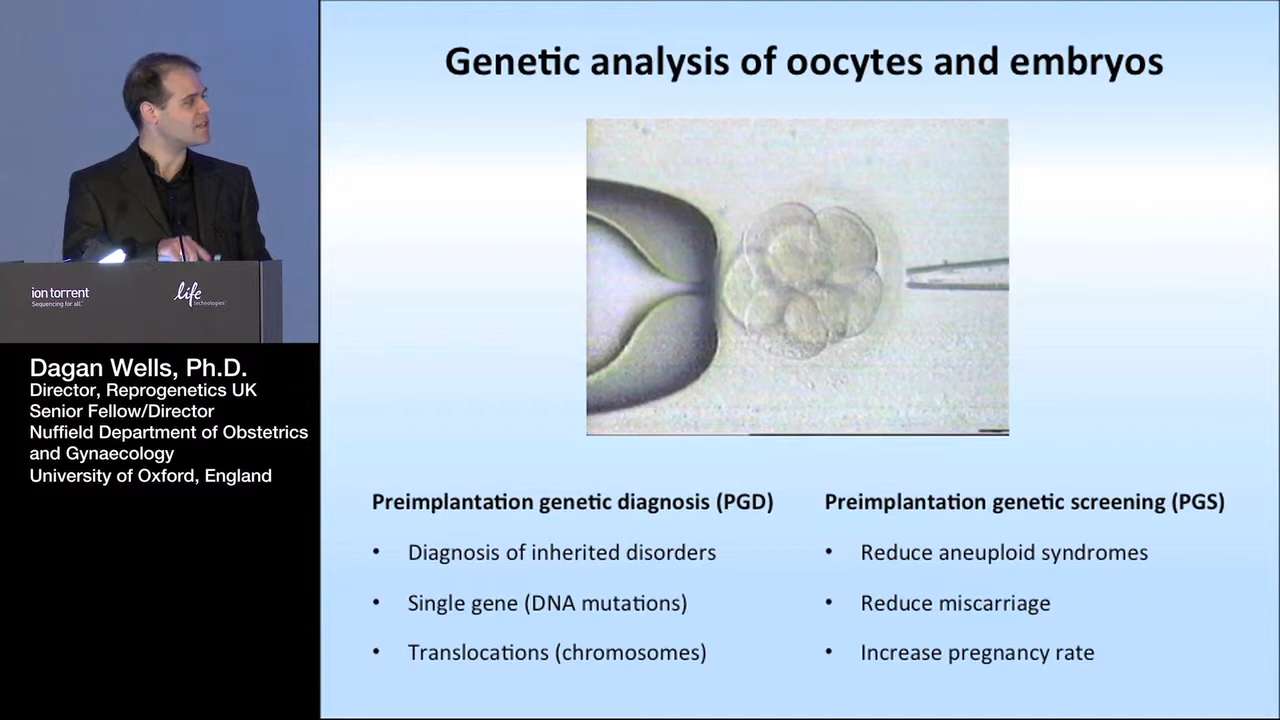 Genetic analysis of oocytes and embryos
ion torrent
Sequencing for all.™
life
technologies™
Dagan Wells, Ph.D.
Director, Reprogenetics UK
Senior Fellow/Director
Nuffield Department of Obstetrics
and Gynaecology
University of Oxford, England
Preimplantation genetic diagnosis (PGD)
• Diagnosis of inherited disorders
• Single gene (DNA mutations)
• Translocations (chromosomes)
Preimplantation genetic screening (PGS)
• Reduce aneuploid syndromes
• Reduce miscarriage
• Increase pregnancy rate